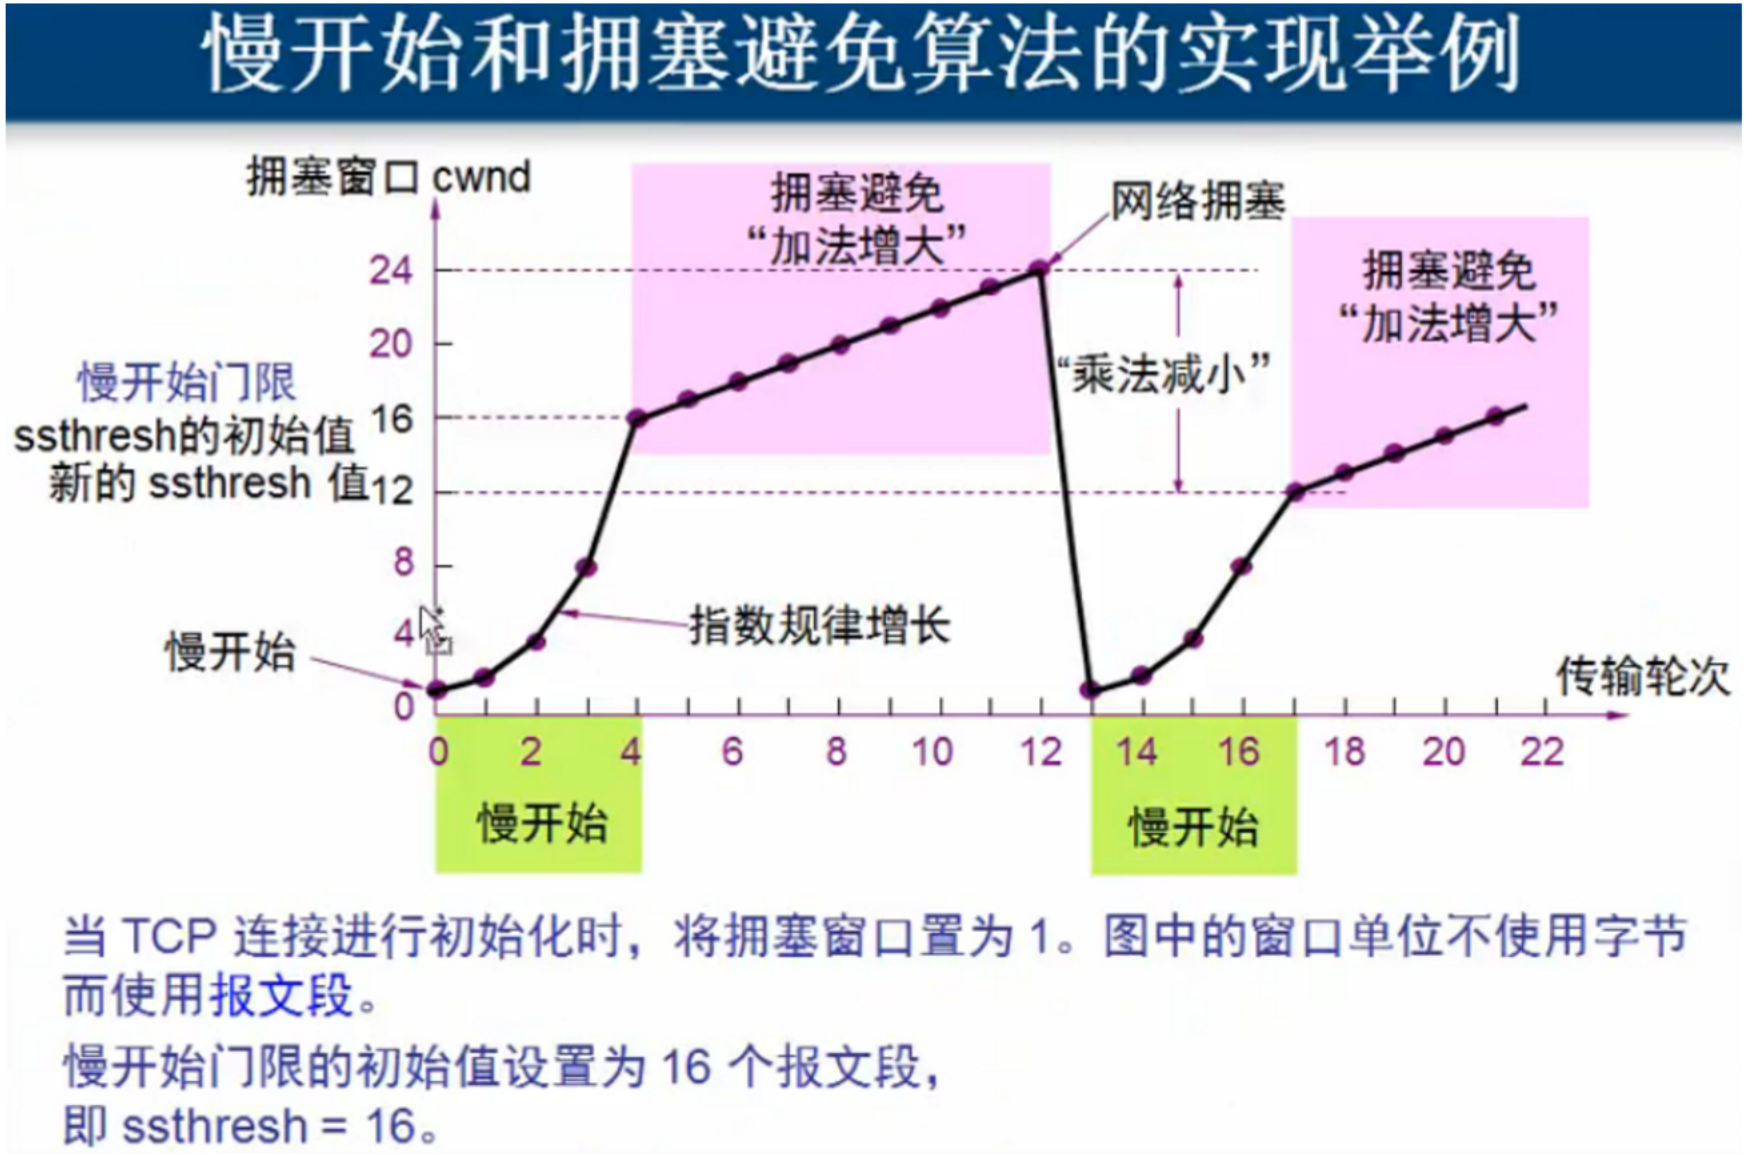 慢开始和拥塞避免算法的实现举例
拥塞窗口 cwnd
拥塞避免
“加法增大”
网络拥塞
24
20
慢开始门限
ssthresh的初始值 16
新的 ssthresh 值 12
“乘法减小”
拥塞避免
“加法增大”
8
4
0
慢开始
指数规律增长
传输轮次
0 2 4 6 8 10 12 14 16 18 20 22
慢开始
慢开始
当 TCP 连接进行初始化时，将拥塞窗口置为 1。图中的窗口单位不使用字节
而使用报文段。
慢开始门限的初始值设置为 16 个报文段，
即 ssthresh = 16。